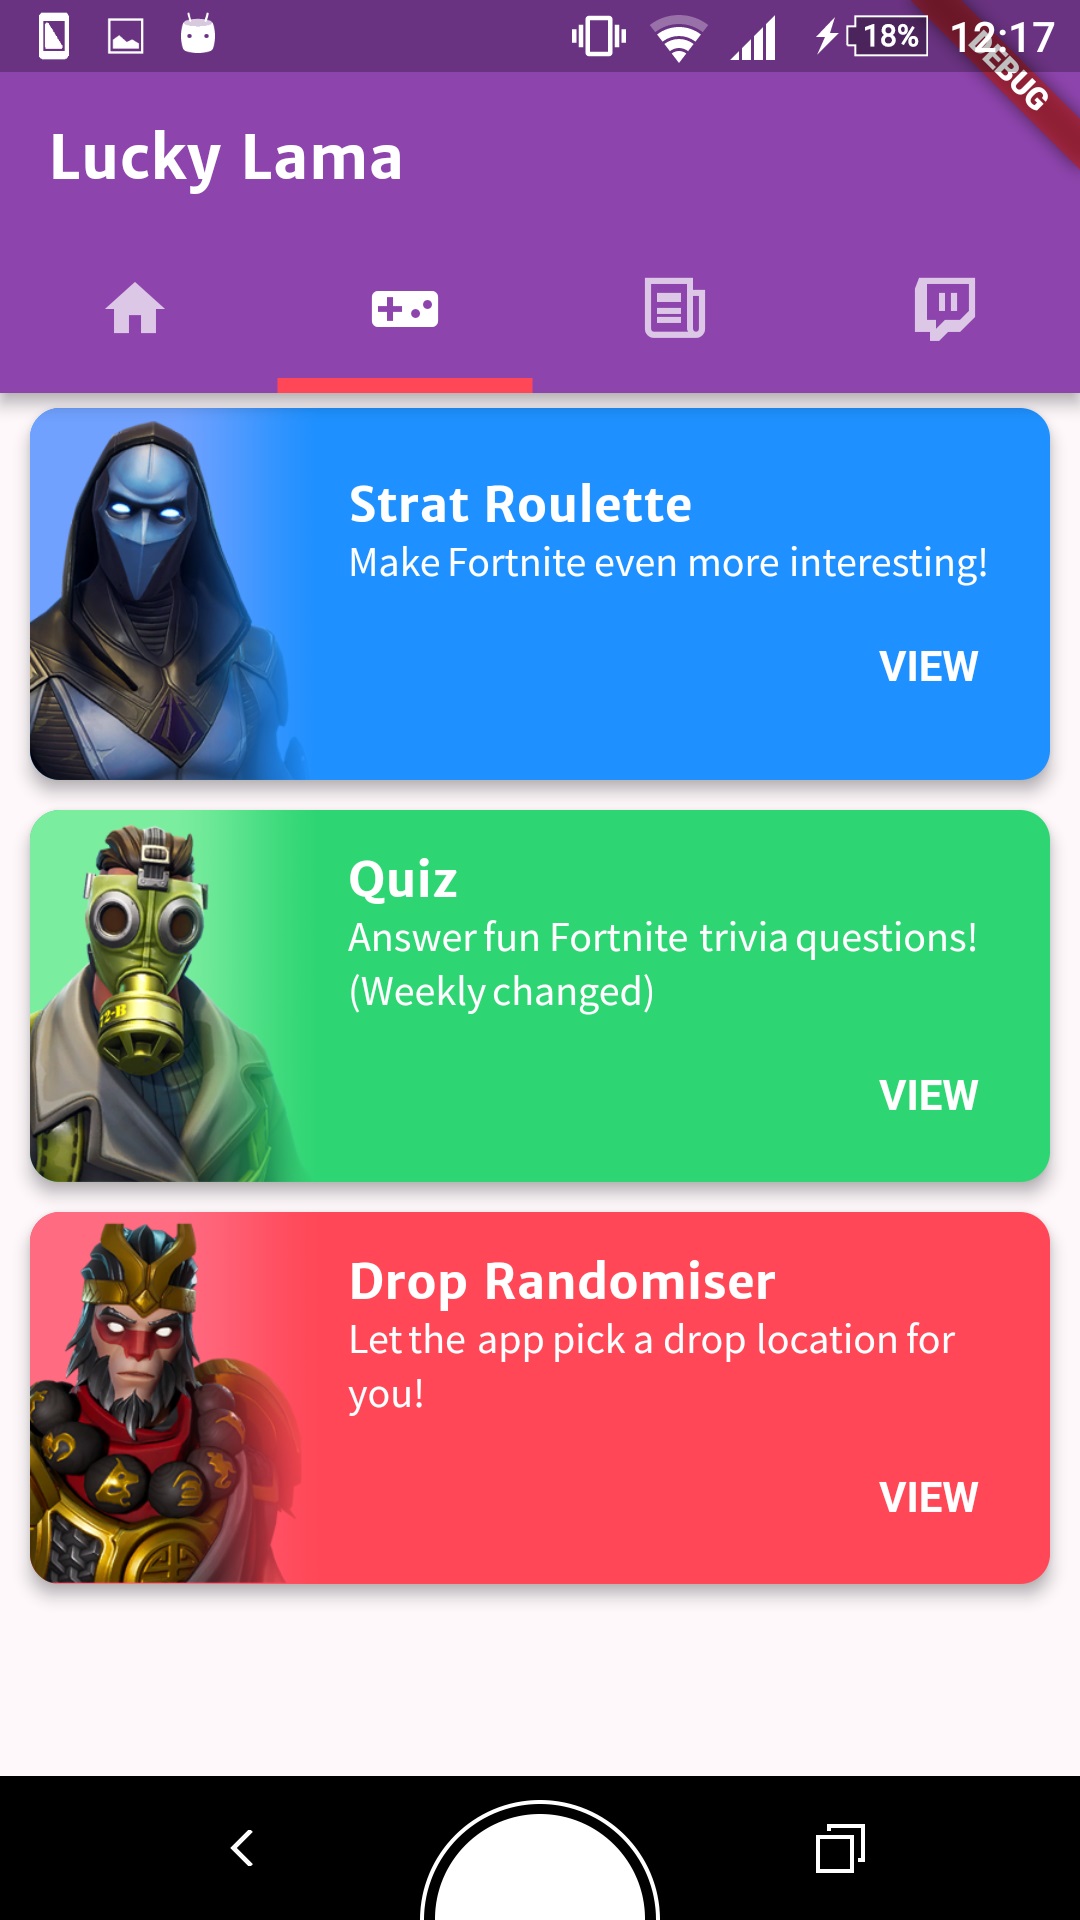 18%
12:17
DEBUG
Lucky Lama
Strat Roulette
Make Fortnite even more interesting!
VIEW
Quiz
Answer fun Fortnite trivia questions!
(Weekly changed)
VIEW
Drop Randomiser
Let the app pick a drop location for
you!
VIEW